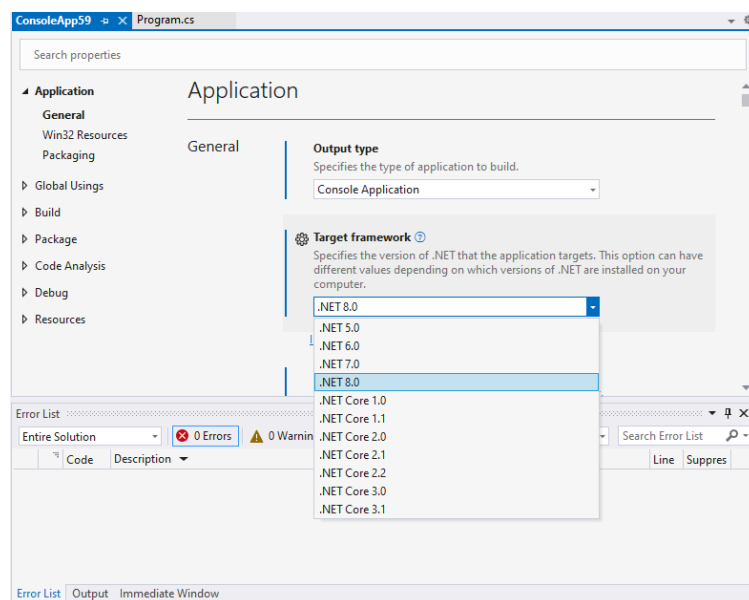 ConsoleApp59
Program.cs
Search properties
Application
General
Win32 Resources
Packaging
Global Usings
Build
Package
Code Analysis
Debug
Resources
Application
General
Output type
Specifies the type of application to build.
Console Application
Target framework
Specifies the version of .NET that the application targets. This option can have
different values depending on which versions of .NET are installed on your
computer.
.NET 8.0
.NET 5.0
.NET 6.0
.NET 7.0
.NET 8.0
.NET Core 1.0
.NET Core 1.1
.NET Core 2.0
.NET Core 2.1
.NET Core 2.2
.NET Core 3.0
.NET Core 3.1
Error List
Entire Solution
0 Errors
0 Warnin
Search Error List
Code
Description
Line
Suppres
Error List
Output
Immediate Window